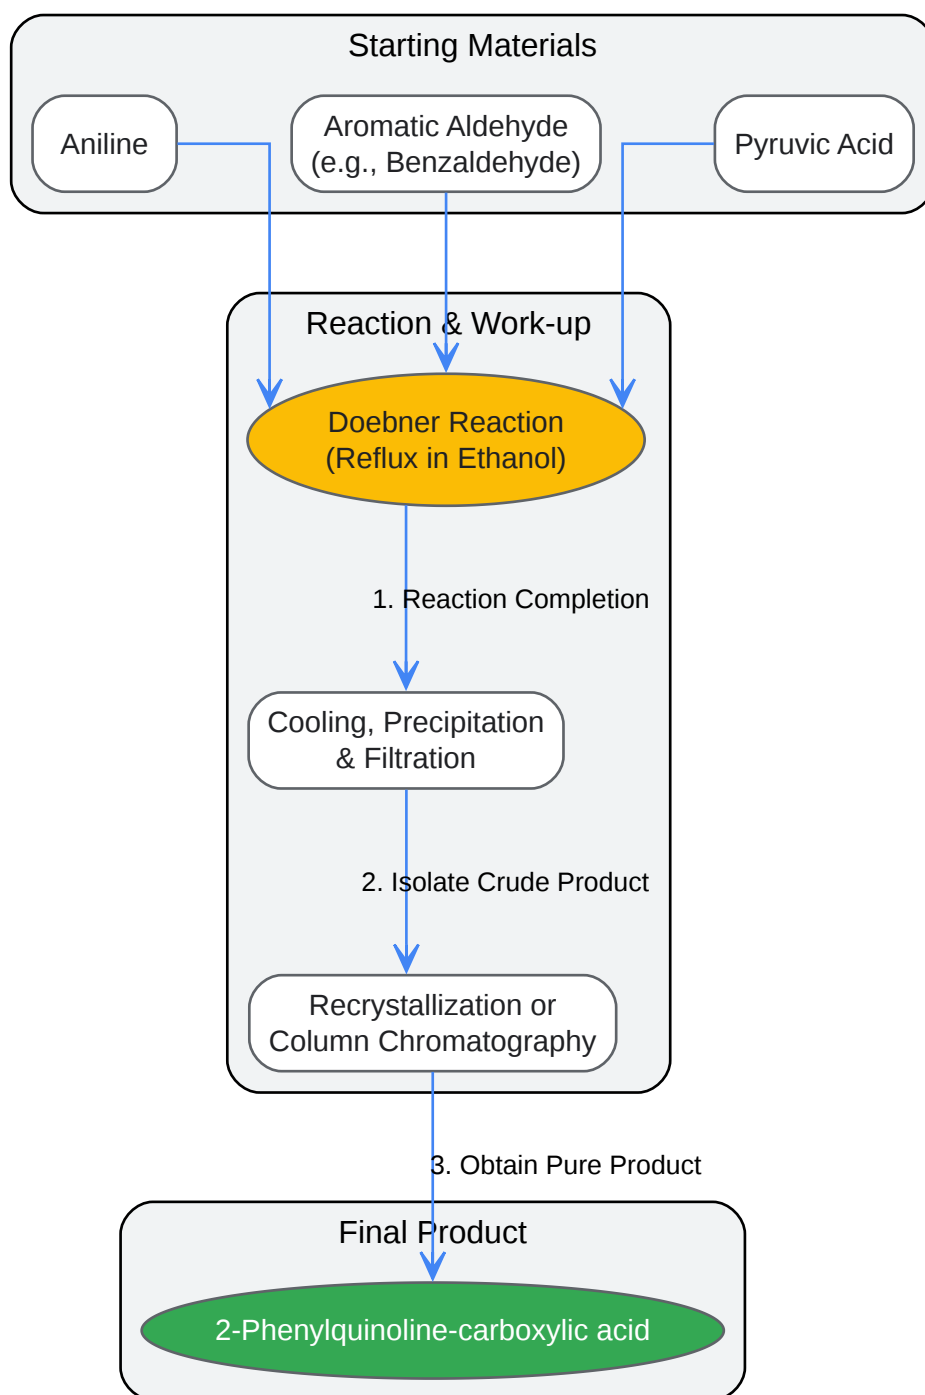 Starting Materials
Aniline
Aromatic Aldehyde
(e.g., Benzaldehyde)
Pyruvic Acid
Reaction & Work-up
Doebner Reaction
(Reflux in Ethanol)
1. Reaction Completion
Cooling, Precipitation
& Filtration
2. Isolate Crude Product
Recrystallization or
Column Chromatography
3. Obtain Pure Product
Final Product
2-Phenylquinoline-carboxylic acid